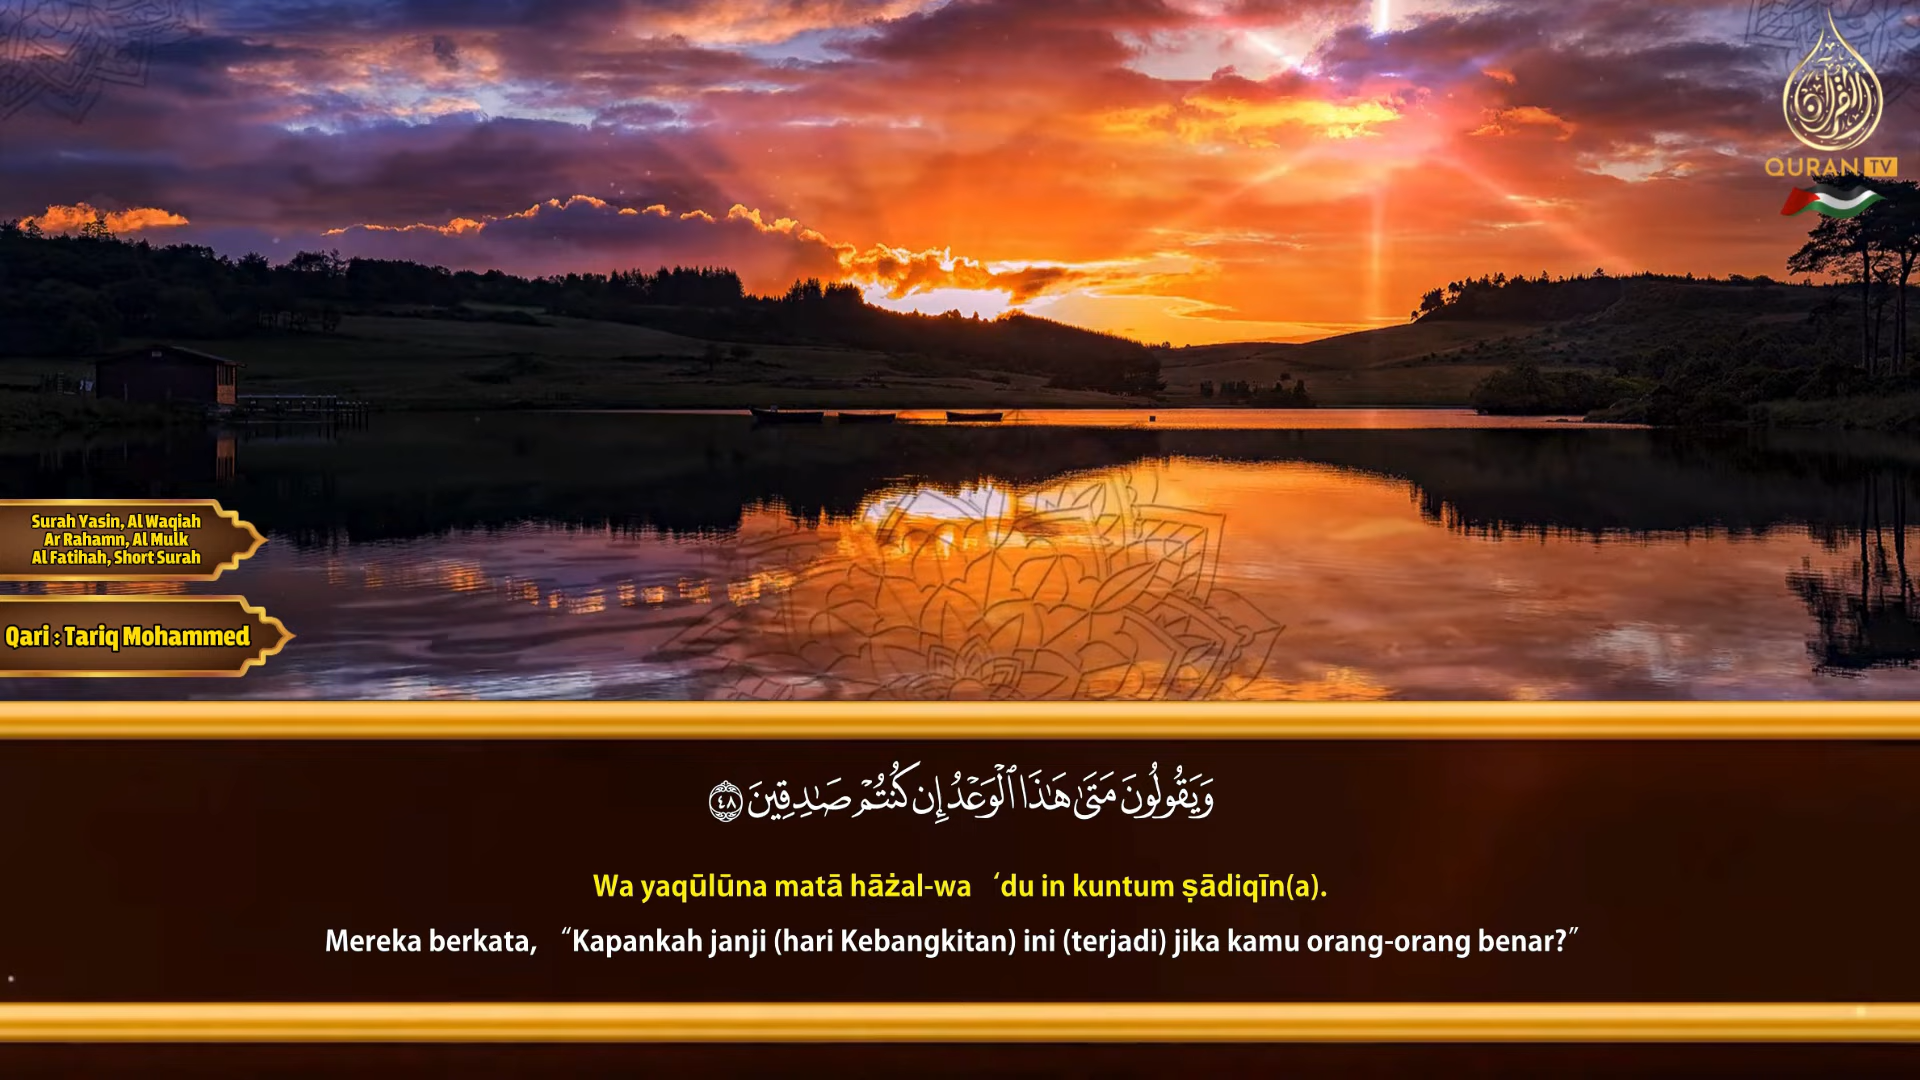 القرآن
QURAN TV
Surah Yasin, Al Waqiah
Ar Rahamn, Al Mulk
Al Fatihah, Short Surah
Qari : Tariq Mohammed
وَيَقُولُونَ مَتَىٰ هَـٰذَا ٱلْوَعْدُ إِن كُنتُمْ صَـٰدِقِينَ ٤٨
Wa yaqūlūna matā hāżal-wa ‘du in kuntum ṣādiqīn(a).
Mereka berkata, “Kapankah janji (hari Kebangkitan) ini (terjadi) jika kamu orang-orang benar?”